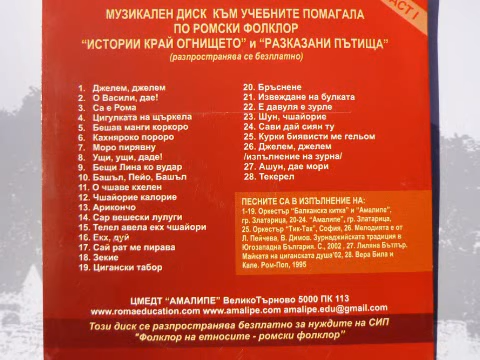 МУЗИКАЛЕН ДИСК КЪМ УЧЕБНИТЕ ПОМАГАЛА
ПО РОМСКИ ФОЛКЛОР
"ИСТОРИИ КРАЙ ОГНИЩЕТО" и "РАЗКАЗАНИ ПЪТИЩА"
(разпространява се безплатно)
1. Джелем, джелем
2. О Васили, дае!
3. Са е Рома
4. Цигулката на щъркела
5. Бешав манги коркоро
6. Кахняроко пороро
7. Моро пирявну
8. Ущи, ущи, даде!
9. Бещи Лина ко вудар
10. Башъл, Пейо, Башъл
11. О чшаве кхелен
12. Чшайорие калорие
13. Арикончо
14. Сар вешески лулуги
15. Телел авела екх чшайори
16. Екх, дуй
17. Сай рат ме пирава
18. Зекие
19. Цигански табор
20. Бръснене
21. Извеждане на булката
22. Е давуля е зурле
23. Шун, чшайорие
24. Сави дай сиян ту
25. Курки биявисти ме гельом
26. Джелем, джелем
/изпълнение на зурна/
27. Ашун, дае мори
28. Текерел
ПЕСНИТЕ СА В ИЗПЪЛНЕНИЕ НА:
1-19. Оркестър "Балканска китка" и "Амалипе",
гр. Златарица, 20-24. "Амалипе", гр. Златарица,
25. Оркестър "Тик-Так", София, 26. Мелодията е от
Л. Пейчева, В. Димов. Зурнаджийската традиция в
Югозападна България. С., 2002 , 27. Лиляна Бътлър.
Майката на циганската душа'02, 28. Вера Била и
Кале. Ром-Поп, 1995
ЦМЕДТ "АМАЛИПЕ" ВеликоТърново 5000 ПК 113
www.romaeducation.com www.amalipe.com amalipe.edu@gmail.com
Този диск се разпространява безплатно за нуждите на СИП
"Фолклор на етносите - ромски фолклор"